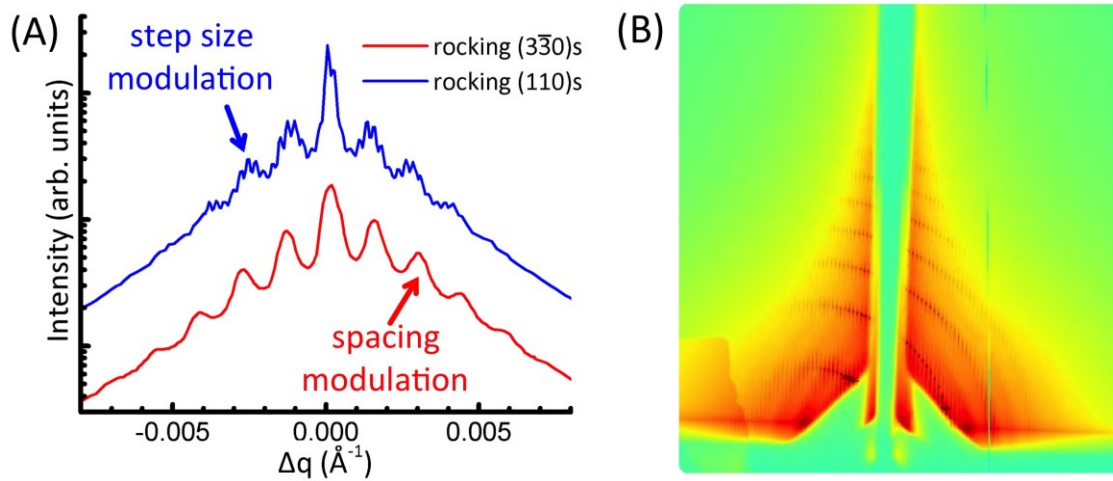 (A)
step size
modulation
rocking (33̅0)s
rocking (110)s
Intensity (arb. units)
spacing
modulation
-0.005
0.000
0.005
Δq (Å⁻¹)
(B)